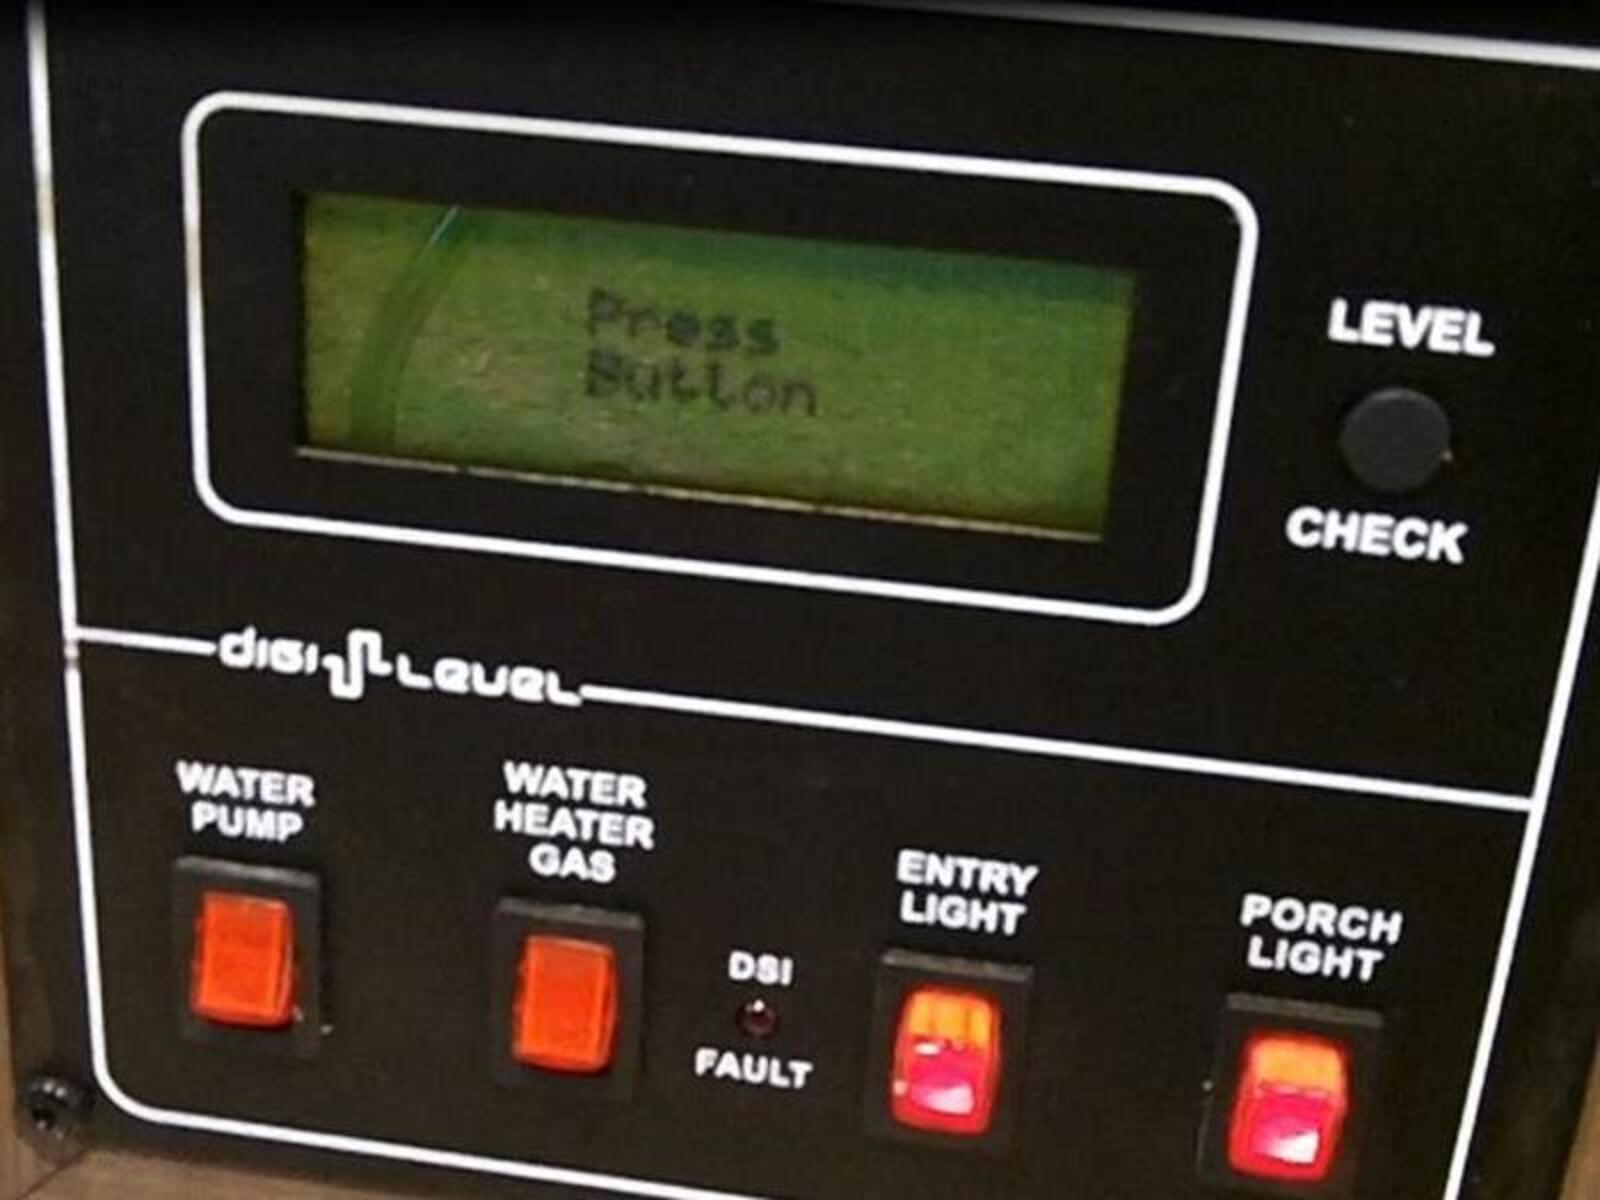 Press
Button
LEVEL
CHECK
DIGI LEVEL
WATER
PUMP
WATER
HEATER
GAS
DSI
FAULT
ENTRY
LIGHT
PORCH
LIGHT